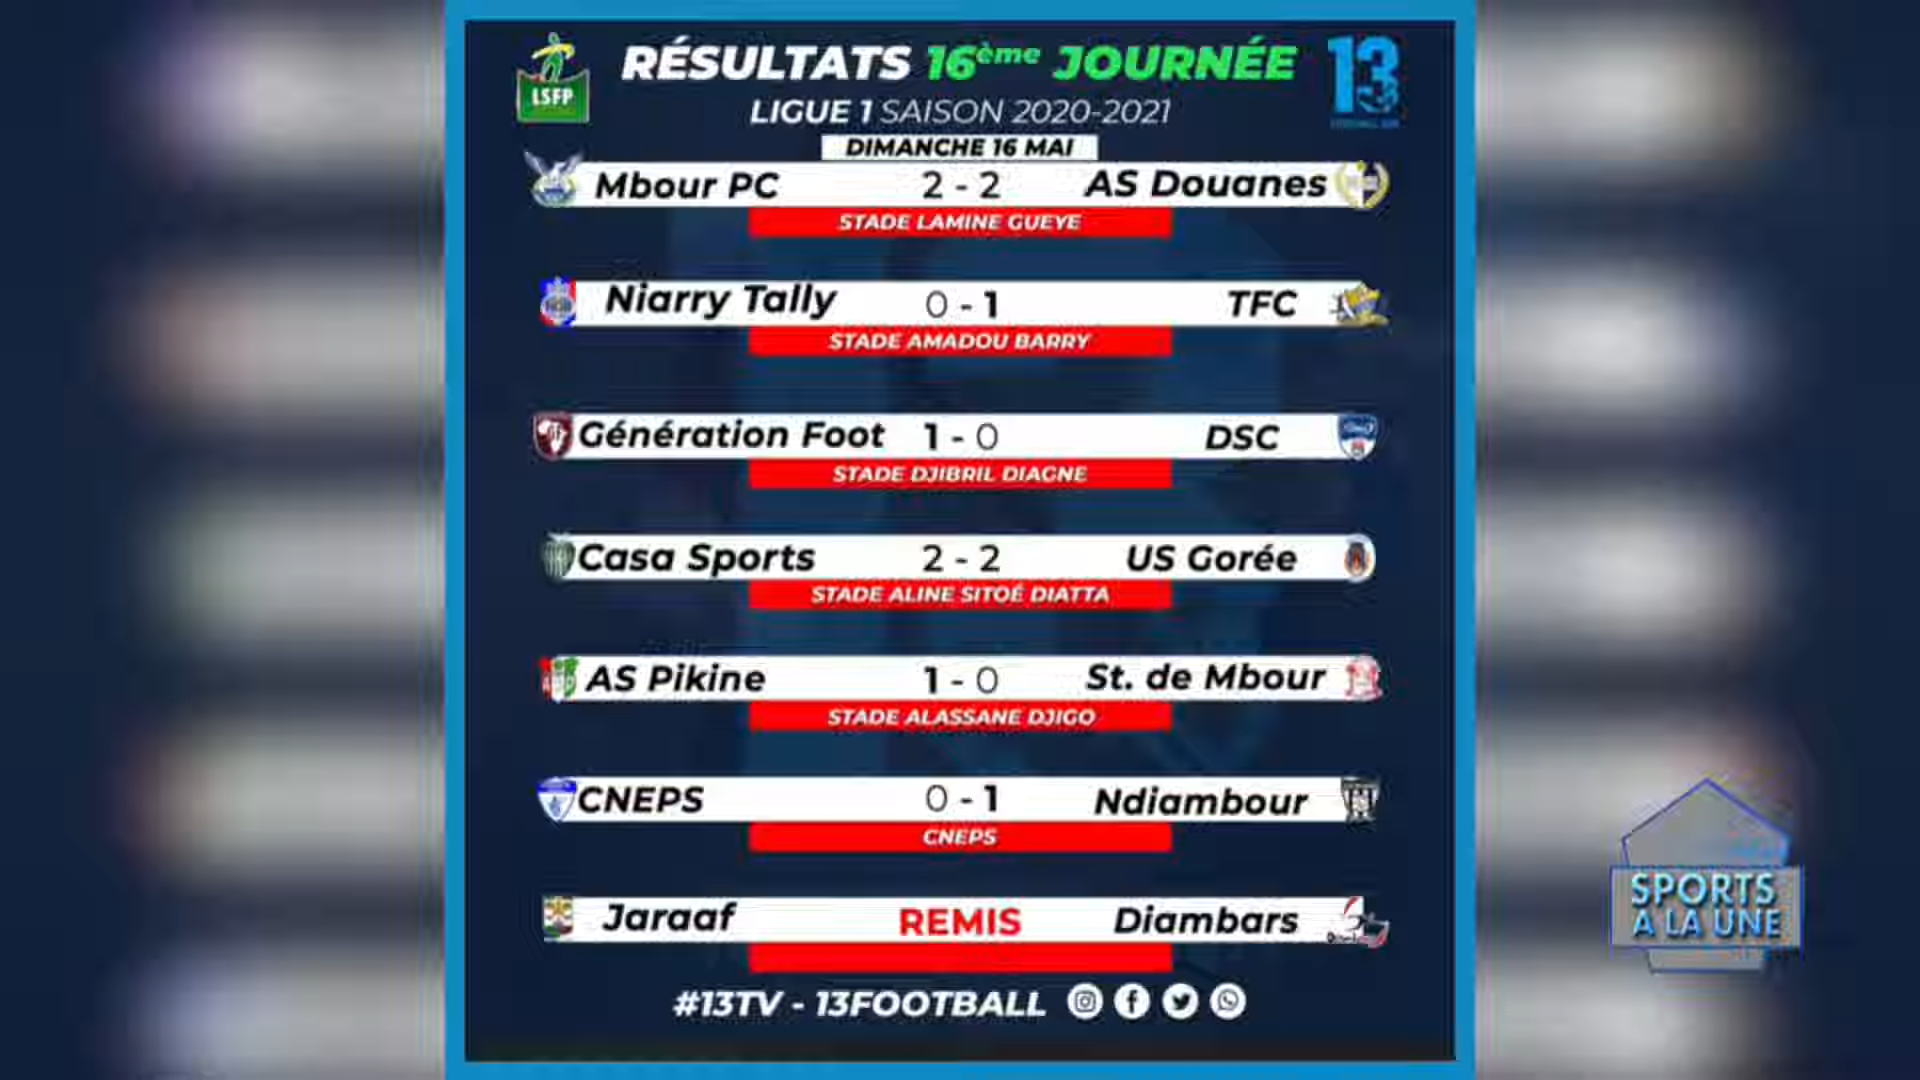 LSFP
RÉSULTATS 16ème JOURNÉE
13
LIGUE 1 SAISON 2020-2021
DIMANCHE 16 MAI
Mbour PC 2 - 2 AS Douanes
STADE LAMINE GUEYE
Niarry Tally 0 - 1 TFC
STADE AMADOU BARRY
Génération Foot 1 - 0 DSC
STADE DJIBRIL DIAGNE
Casa Sports 2 - 2 US Gorée
STADE ALINE SITOÉ DIATTA
AS Pikine 1 - 0 St. de Mbour
STADE ALASSANE DJIGO
CNEPS 0 - 1 Ndiambour
CNEPS
Jaraaf REMIS Diambars
#13TV - 13FOOTBALL
SPORTS
A LA UNE